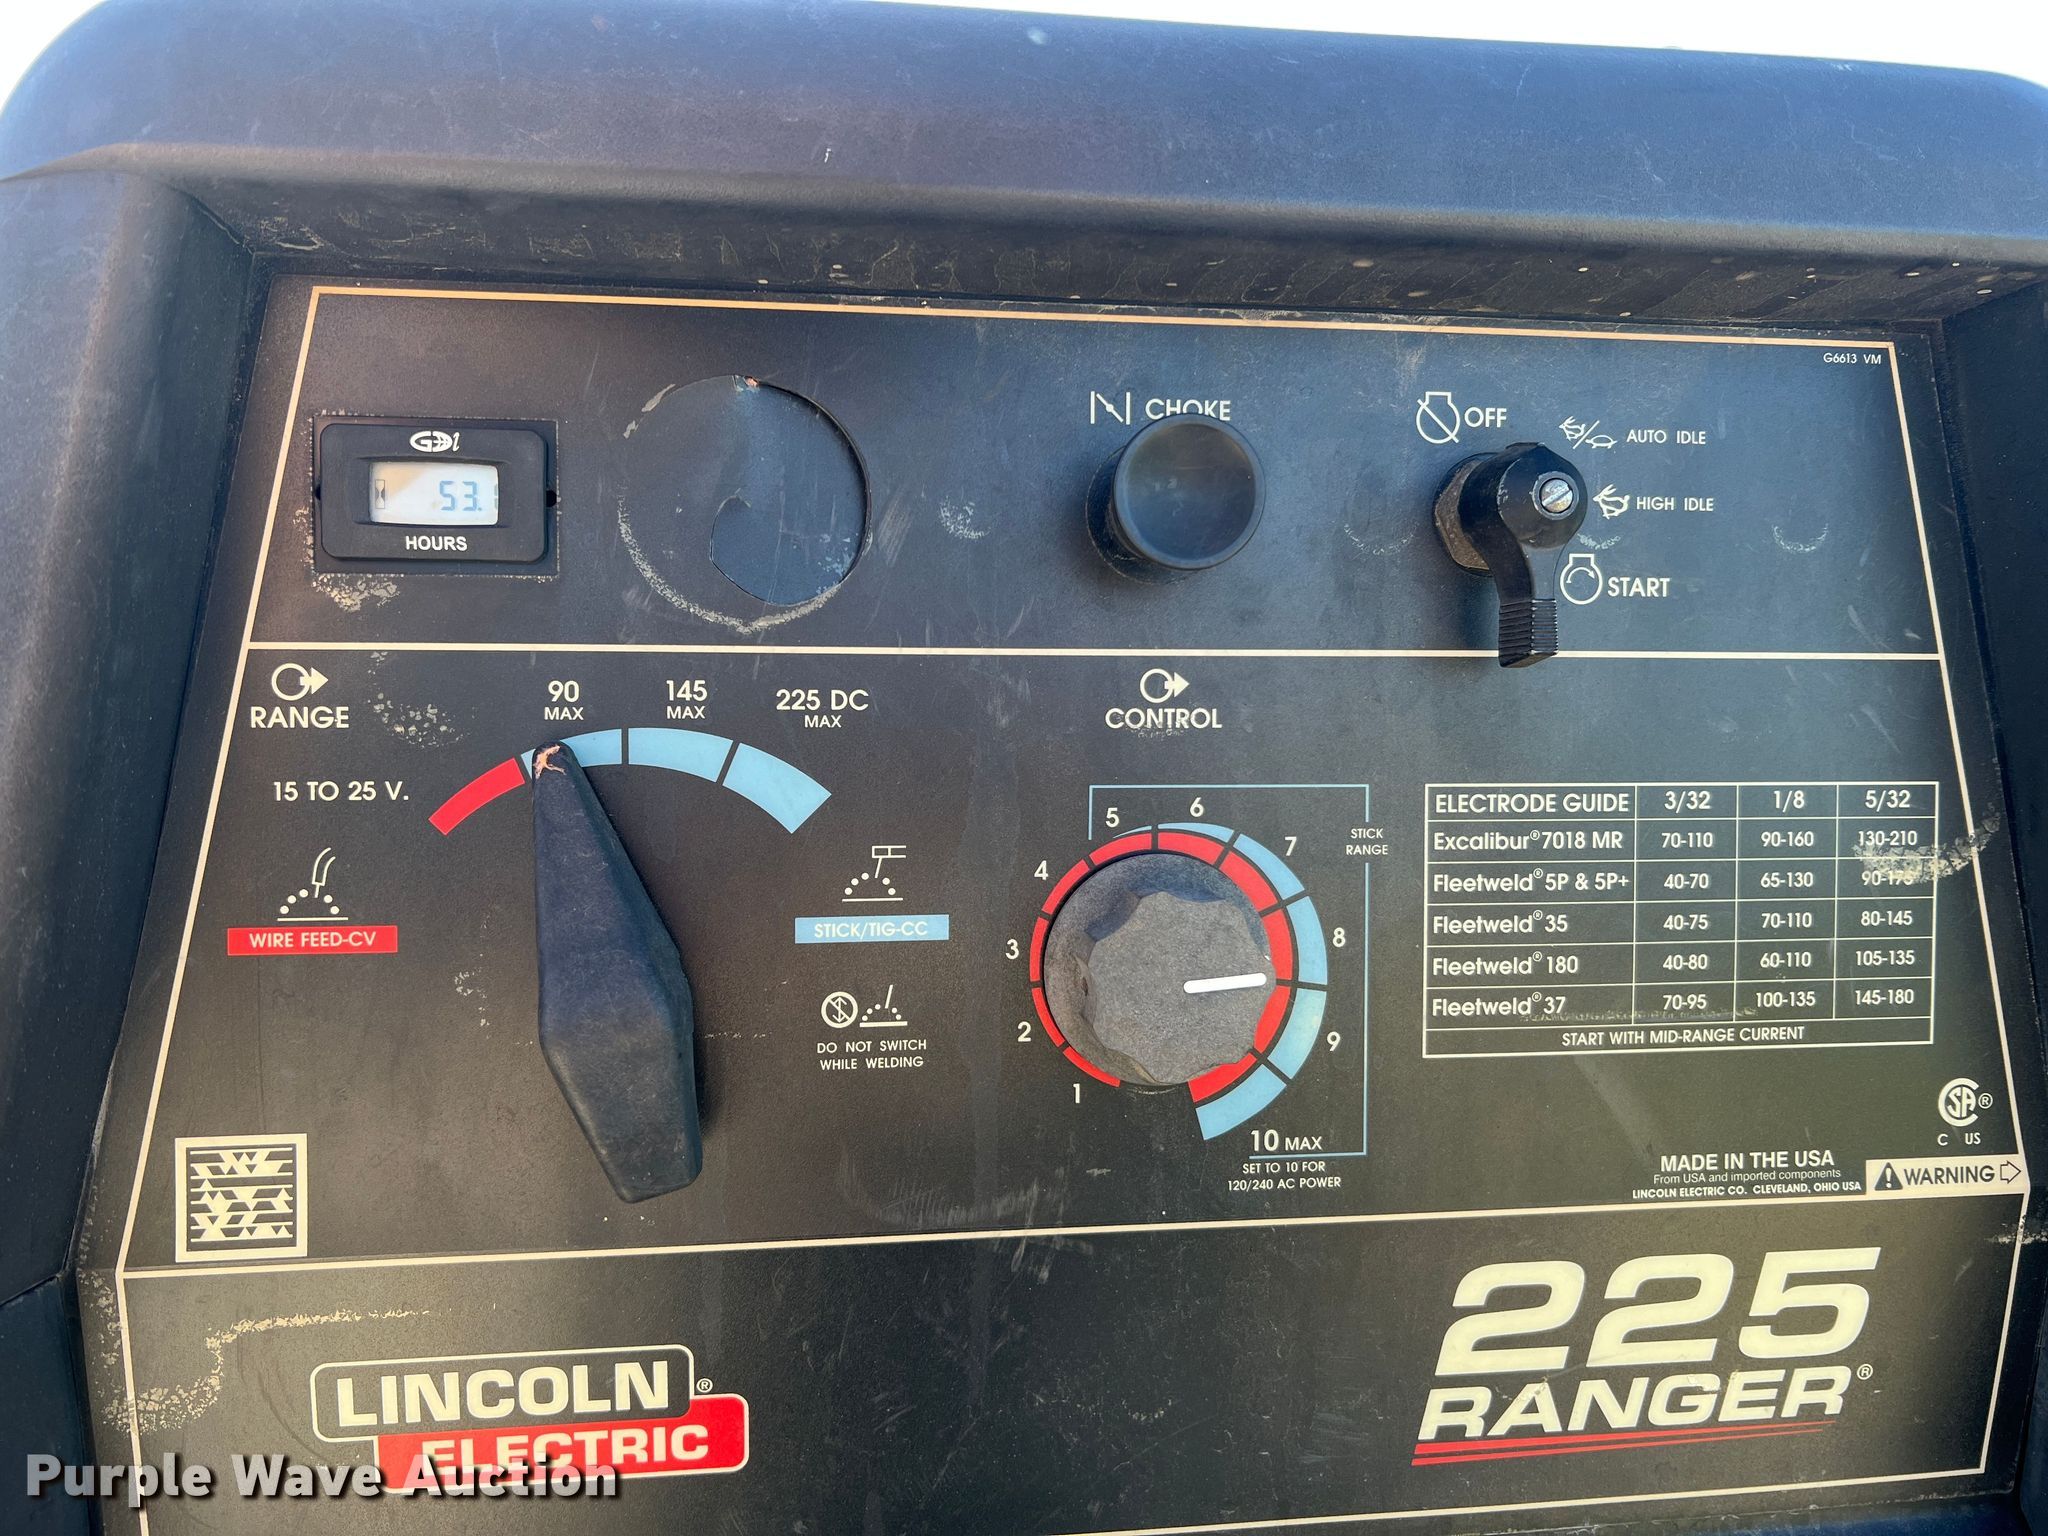 G6613 VM
GDi
53.1
HOURS
CHOKE
OFF
AUTO IDLE
HIGH IDLE
START
RANGE
90
MAX
145
MAX
225 DC
MAX
15 TO 25 V.
WIRE FEED-CV
STICK/TIG-CC
DO NOT SWITCH
WHILE WELDING
CONTROL
1
2
3
4
5
6
7
8
9
10 MAX
STICK
RANGE
SET TO 10 FOR
120/240 AC POWER
ELECTRODE GUIDE 3/32 1/8 5/32
Excalibur® 7018 MR 70-110 90-160 130-210
Fleetweld® 5P & 5P+ 40-70 65-130 90-175
Fleetweld® 35 40-75 70-110 80-145
Fleetweld® 180 40-80 60-110 105-135
Fleetweld® 37 70-95 100-135 145-180
START WITH MID-RANGE CURRENT
CSA ®
C US
MADE IN THE USA
From USA and imported components
LINCOLN ELECTRIC CO. CLEVELAND, OHIO USA
WARNING
225
RANGER®
LINCOLN®
ELECTRIC
Purple Wave Auction